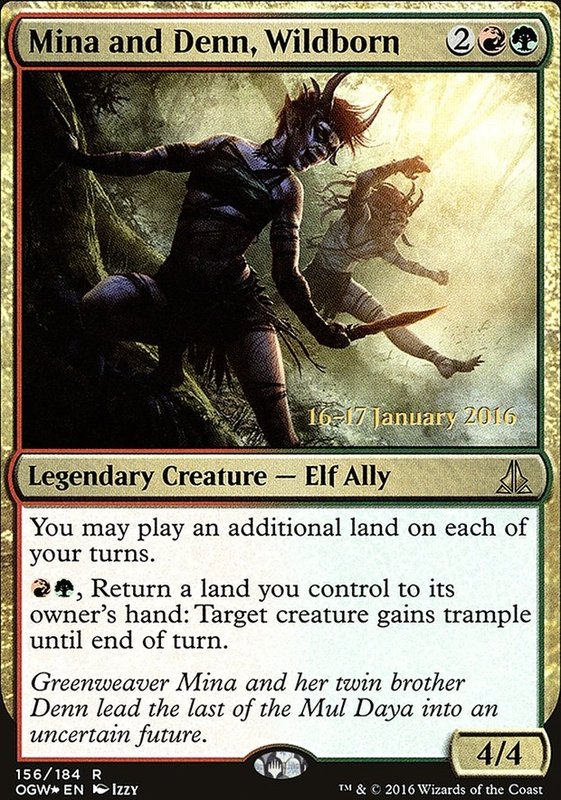 Mina and Denn, Wildborn 2
16–17 January 2016
Legendary Creature — Elf Ally
You may play an additional land on each of
your turns.
, Return a land you control to its
owner's hand: Target creature gains trample
until end of turn.
Greenweaver Mina and her twin brother
Denn lead the last of the Mul Daya into an
uncertain future.
4/4
156/184 R
OGW★EN Izzy
™ & © 2016 Wizards of the Coast